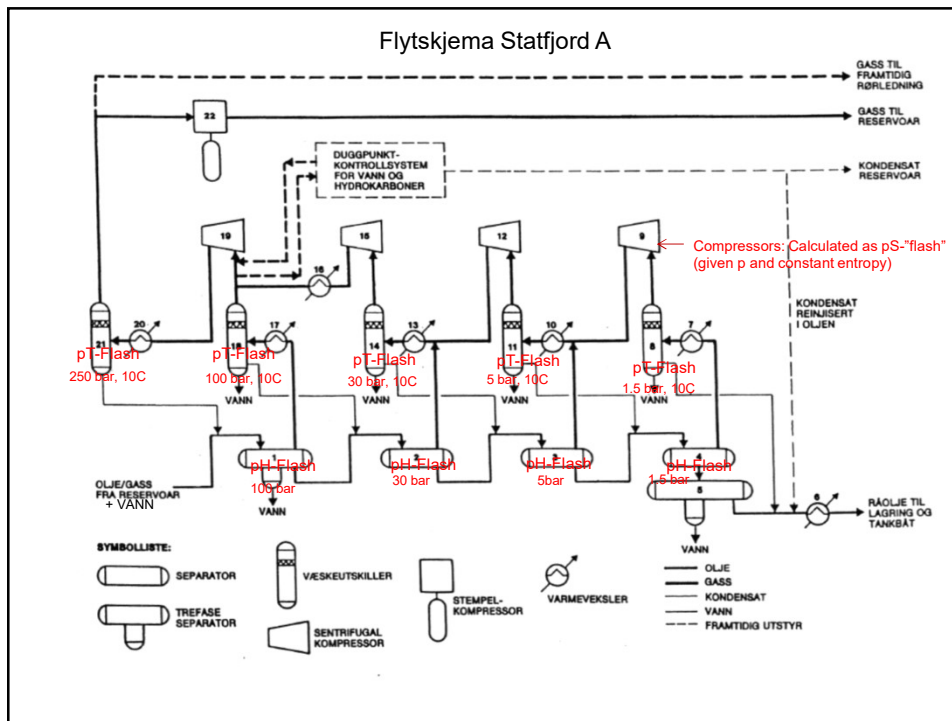 Flytskjema Statfjord A
GASS TIL
FRAMTIDIG
RØRLEDNING
22
GASS TIL
RESERVOAR
DUGGPUNKT-
KONTROLLSYSTEM
FOR VANN OG
HYDROKARBONER
KONDENSAT
RESERVOAR
19
15
12
9
Compressors: Calculated as pS-"flash"
(given p and constant entropy)
16
KONDENSAT
REINJISERT
I OLJEN
20
17
13
10
7
21
18
14
11
8
pT-Flash
pT-Flash
pT-Flash
pT-Flash
pT-Flash
250 bar, 10C
100 bar, 10C
30 bar, 10C
5 bar, 10C
1.5 bar, 10C
VANN
VANN
VANN
VANN
1
2
3
4
pH-Flash
pH-Flash
pH-Flash
pH-Flash
100 bar
30 bar
5bar
1.5 bar
5
6
OLJE/GASS
FRA RESERVOAR
+ VANN
VANN
RÅOLJE TIL
LAGRING OG
TANKBÅT
VANN
SYMBOLLISTE:
SEPARATOR
TREFASE
SEPARATOR
VÆSKEUTSKILLER
SENTRIFUGAL
KOMPRESSOR
STEMPEL-
KOMPRESSOR
VARMEVEKSLER
OLJE
GASS
KONDENSAT
VANN
FRAMTIDIG UTSTYR